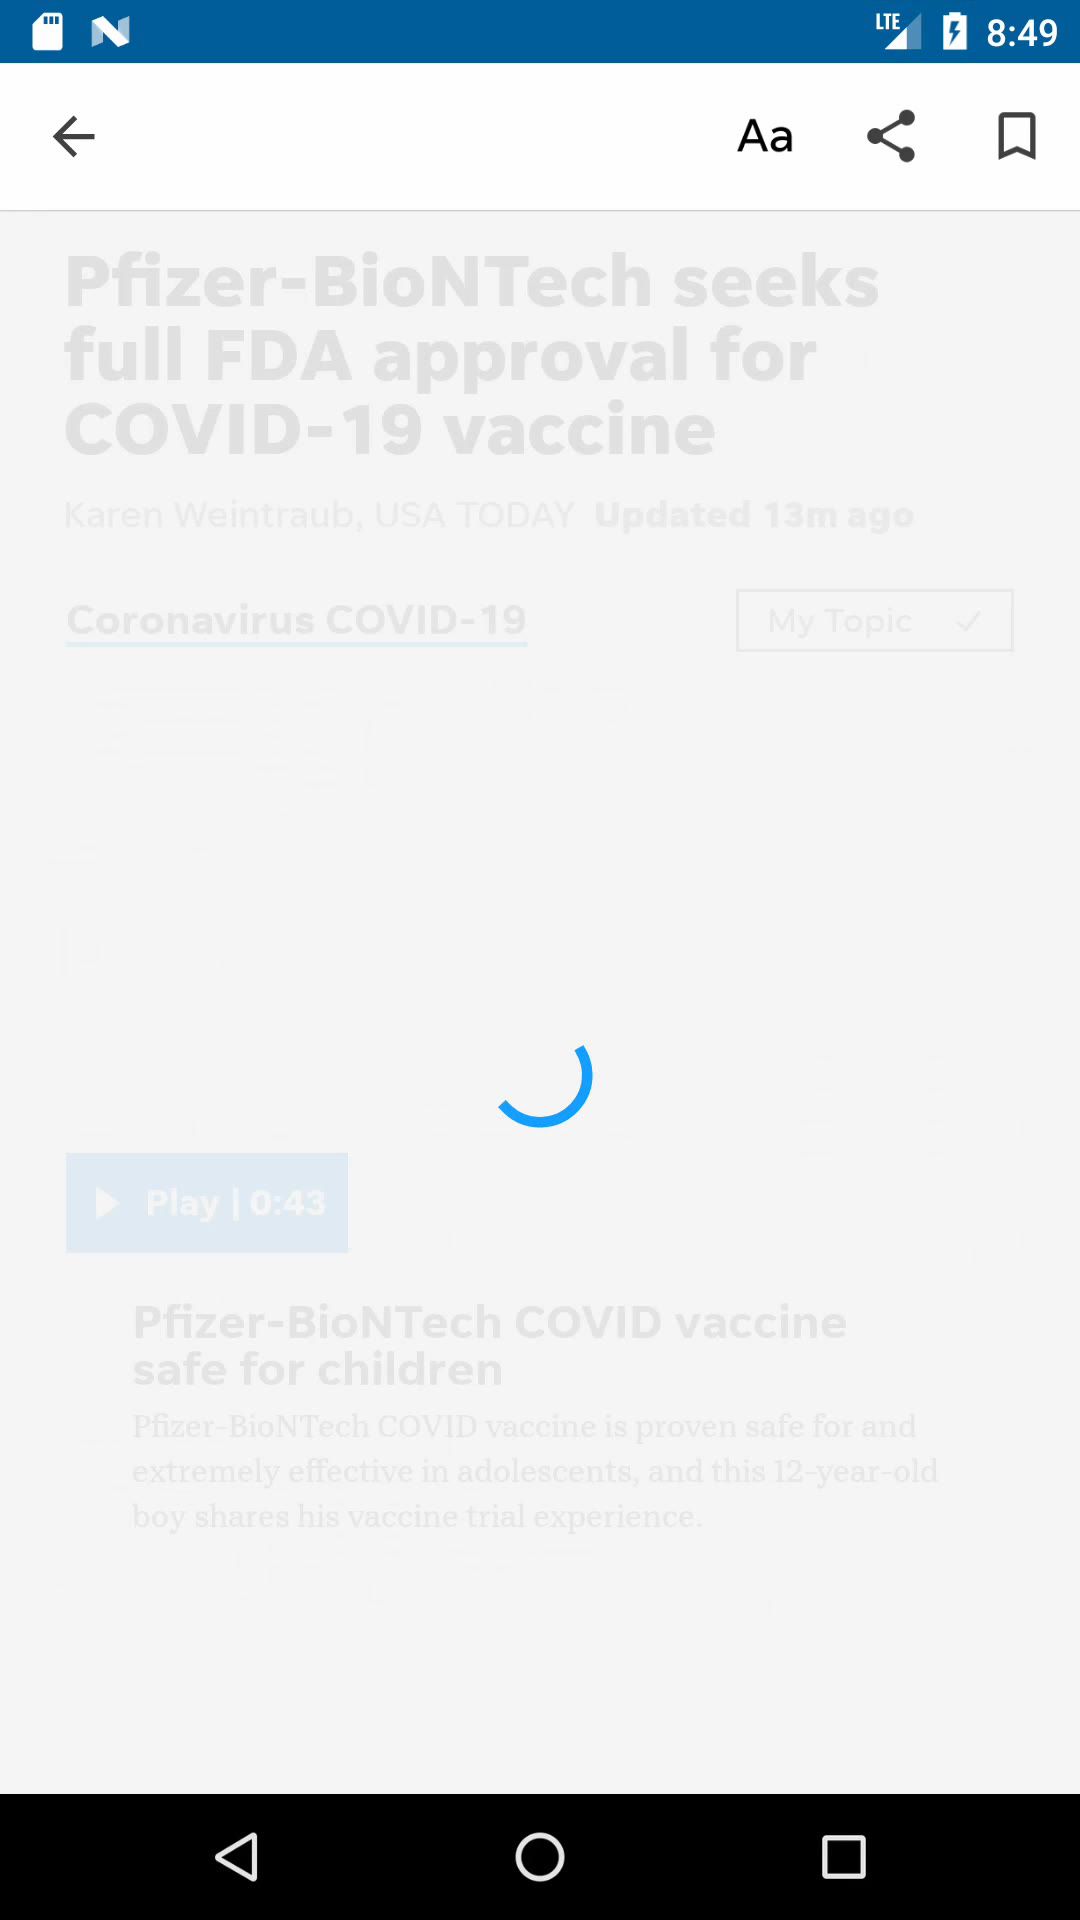 LTE 8:49
Aa
Pfizer-BioNTech seeks
full FDA approval for
COVID-19 vaccine
Karen Weintraub, USA TODAY Updated 13m ago
Coronavirus COVID-19
My Topic
Play | 0:43
Pfizer-BioNTech COVID vaccine
safe for children
Pfizer-BioNTech COVID vaccine is proven safe for and
extremely effective in adolescents, and this 12-year-old
boy shares his vaccine trial experience.